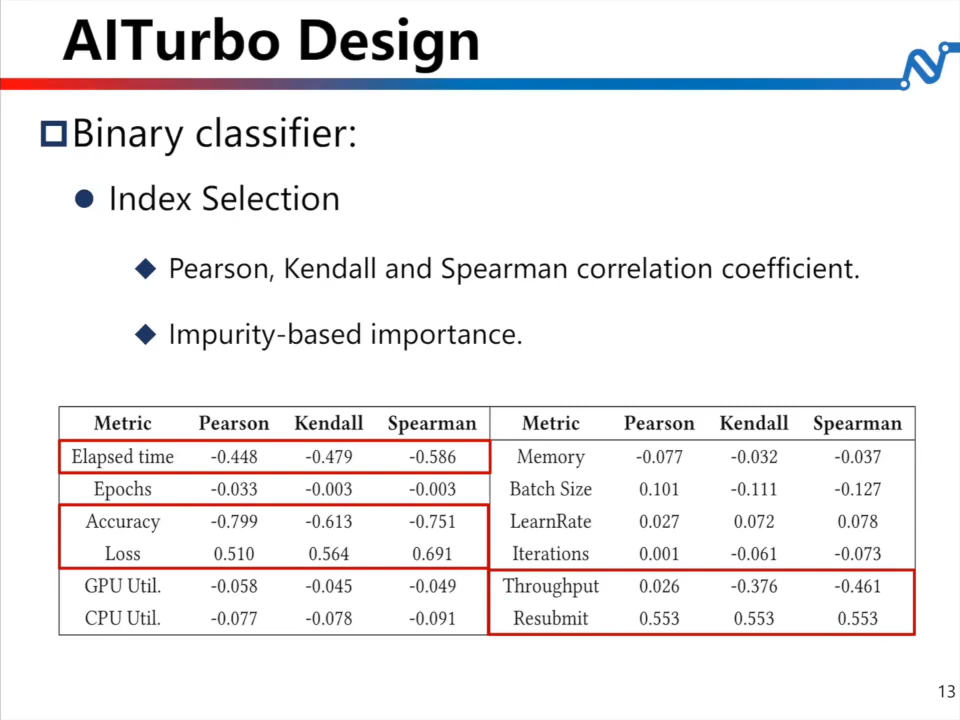 AITurbo Design
Binary classifier:
Index Selection
Pearson, Kendall and Spearman correlation coefficient.
Impurity-based importance.
Metric Pearson Kendall Spearman Metric Pearson Kendall Spearman
Elapsed time -0.448 -0.479 -0.586 Memory -0.077 -0.032 -0.037
Epochs -0.033 -0.003 -0.003 Batch Size 0.101 -0.111 -0.127
Accuracy -0.799 -0.613 -0.751 LearnRate 0.027 0.072 0.078
Loss 0.510 0.564 0.691 Iterations 0.001 -0.061 -0.073
GPU Util. -0.058 -0.045 -0.049 Throughput 0.026 -0.376 -0.461
CPU Util. -0.077 -0.078 -0.091 Resubmit 0.553 0.553 0.553
13